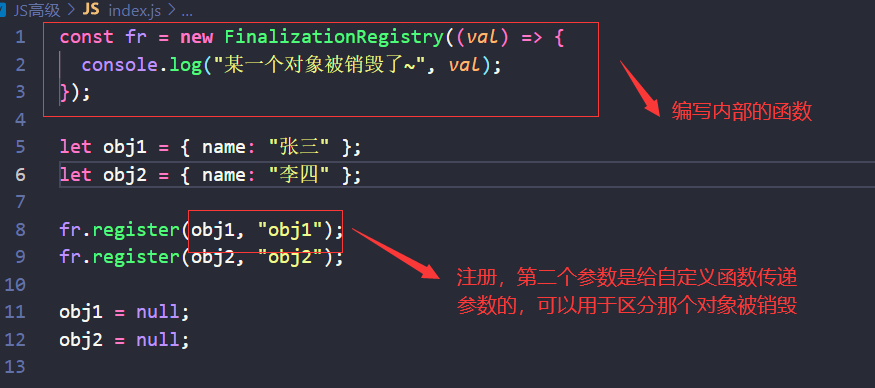 JS高级 > JS index.js > ...
1 const fr = new FinalizationRegistry((val) => {
2 console.log("某一个对象被销毁了~", val);
3 });
编写内部的函数
4
5 let obj1 = { name: "张三" };
6 let obj2 = { name: "李四" };
7
8 fr.register(obj1, "obj1");
9 fr.register(obj2, "obj2");
注册，第二个参数是给自定义函数传递
参数的，可以用于区分那个对象被销毁
10
11 obj1 = null;
12 obj2 = null;
13